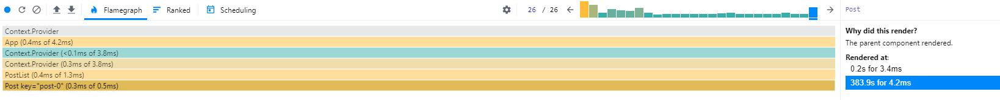 Flamegraph Ranked Scheduling 26 / 26 Post
Context.Provider
App (0.4ms of 4.2ms)
Context.Provider (<0.1ms of 3.8ms)
Context.Provider (0.3ms of 3.8ms)
PostList (0.4ms of 1.3ms)
Post key="post-0" (0.3ms of 0.5ms)
Why did this render?
The parent component rendered.
Rendered at:
0.2s for 3.4ms
383.9s for 4.2ms